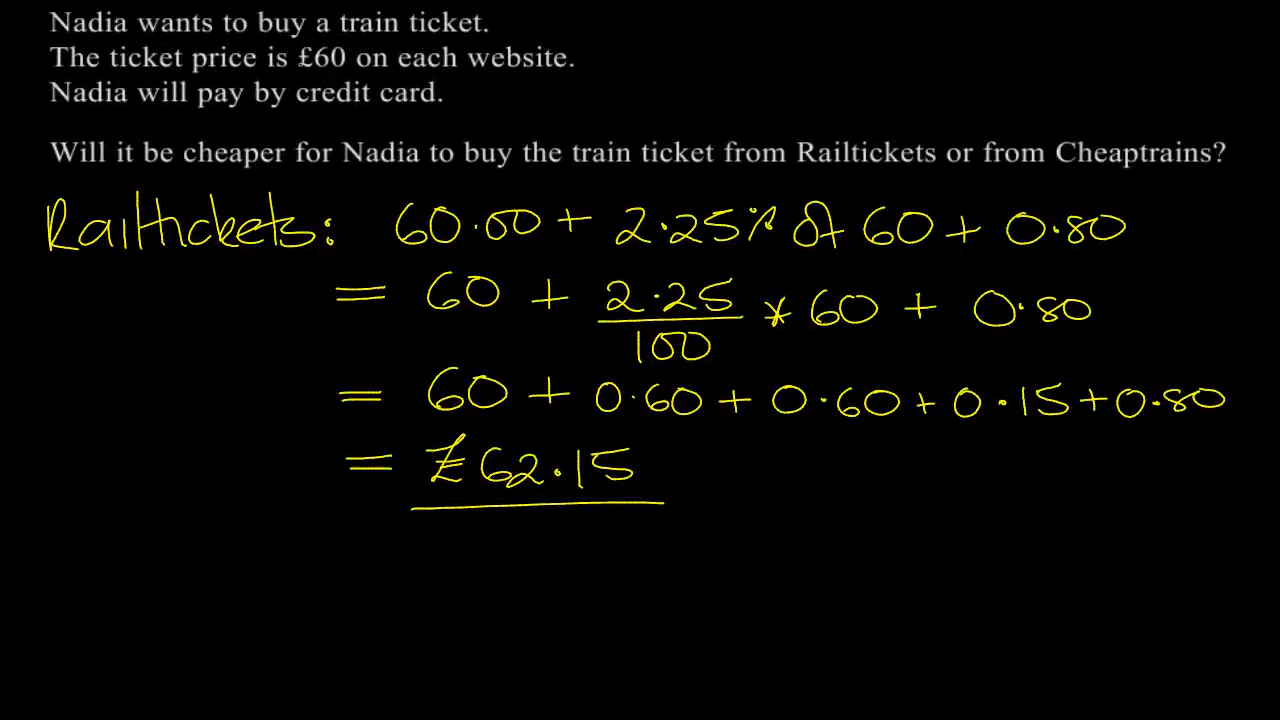 Nadia wants to buy a train ticket.
The ticket price is £60 on each website.
Nadia will pay by credit card.
Will it be cheaper for Nadia to buy the train ticket from Railtickets or from Cheaptrains?
Railtickets: 60.00 + 2.25% of 60 + 0.80
= 60 + 2.25/100 * 60 + 0.80
= 60 + 0.60 + 0.60 + 0.15 + 0.80
= £62.15